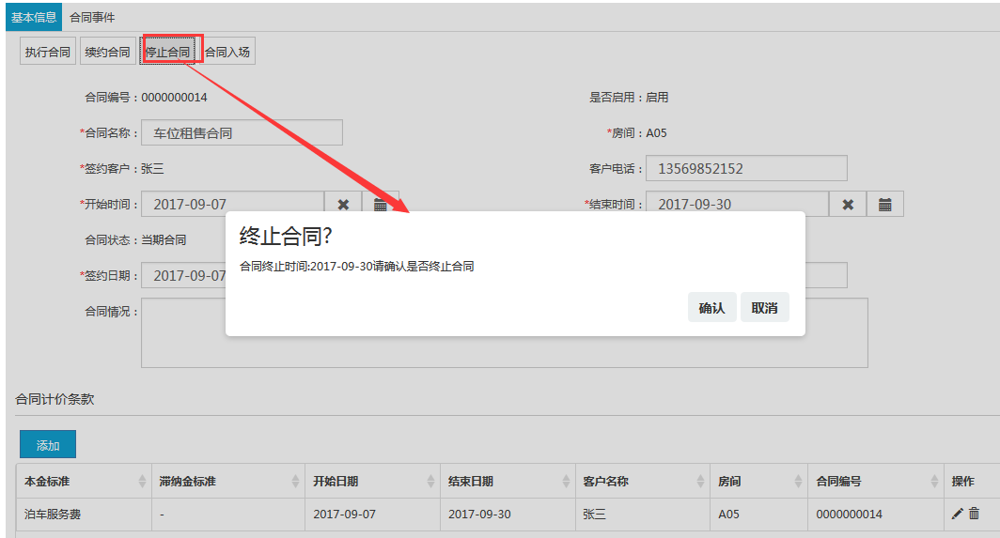 基本信息 合同事件
执行合同 续约合同 停止合同 合同入场
合同编号：0000000014 是否启用：启用
*合同名称： 车位租售合同 *房间：A05
*签约客户：张三 客户电话： 13569852152
*开始时间： 2017-09-07 *结束时间： 2017-09-30
合同状态：当期合同
*签约日期： 2017-09-07
合同情况：
终止合同?
合同终止时间:2017-09-30请确认是否终止合同
确认 取消
合同计价条款
添加
本金标准 滞纳金标准 开始日期 结束日期 客户名称 房间 合同编号 操作
泊车服务费 - 2017-09-07 2017-09-30 张三 A05 0000000014